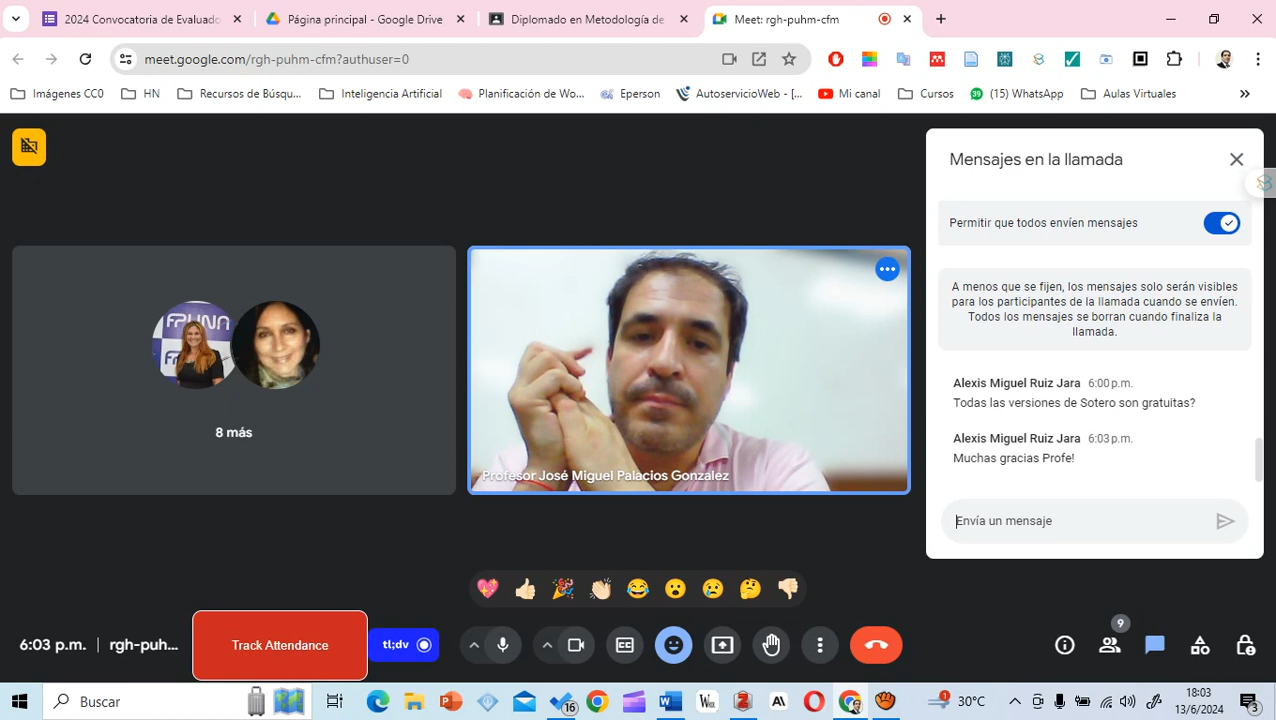 2024 Convocatoria de Evaluado
Página principal - Google Drive
Diplomado en Metodología de
Meet: rgh-puhm-cfm
meet.google.com/rgh-puhm-cfm?authuser=0
Imágenes CC0
HN
Recursos de Búsqu...
Inteligencia Artificial
Planificación de Wo...
Eperson
AutoservicioWeb - [...
Mi canal
Cursos
39
(15) WhatsApp
Aulas Virtuales
Mensajes en la llamada
Permitir que todos envíen mensajes
A menos que se fijen, los mensajes solo serán visibles
para los participantes de la llamada cuando se envíen.
Todos los mensajes se borran cuando finaliza la
llamada.
Alexis Miguel Ruiz Jara 6:00 p.m.
Todas las versiones de Sotero son gratuitas?
Alexis Miguel Ruiz Jara 6:03 p.m.
Muchas gracias Profe!
Envía un mensaje
FPUNA
8 más
Profesor José Miguel Palacios Gonzalez
6:03 p.m.
rgh-puh...
Track Attendance
tl;dv
9
Buscar
16
1
30°C
18:03
13/6/2024
3